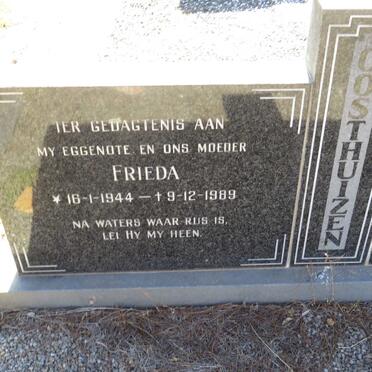 TER GEDAGTENIS AAN
MY EGGENOTE EN ONS MOEDER
FRIEDA
* 16-1-1944 — † 9-12-1989
NA WATERS WAAR RUS IS,
LEI HY MY HEEN.
OOSTHUIZEN